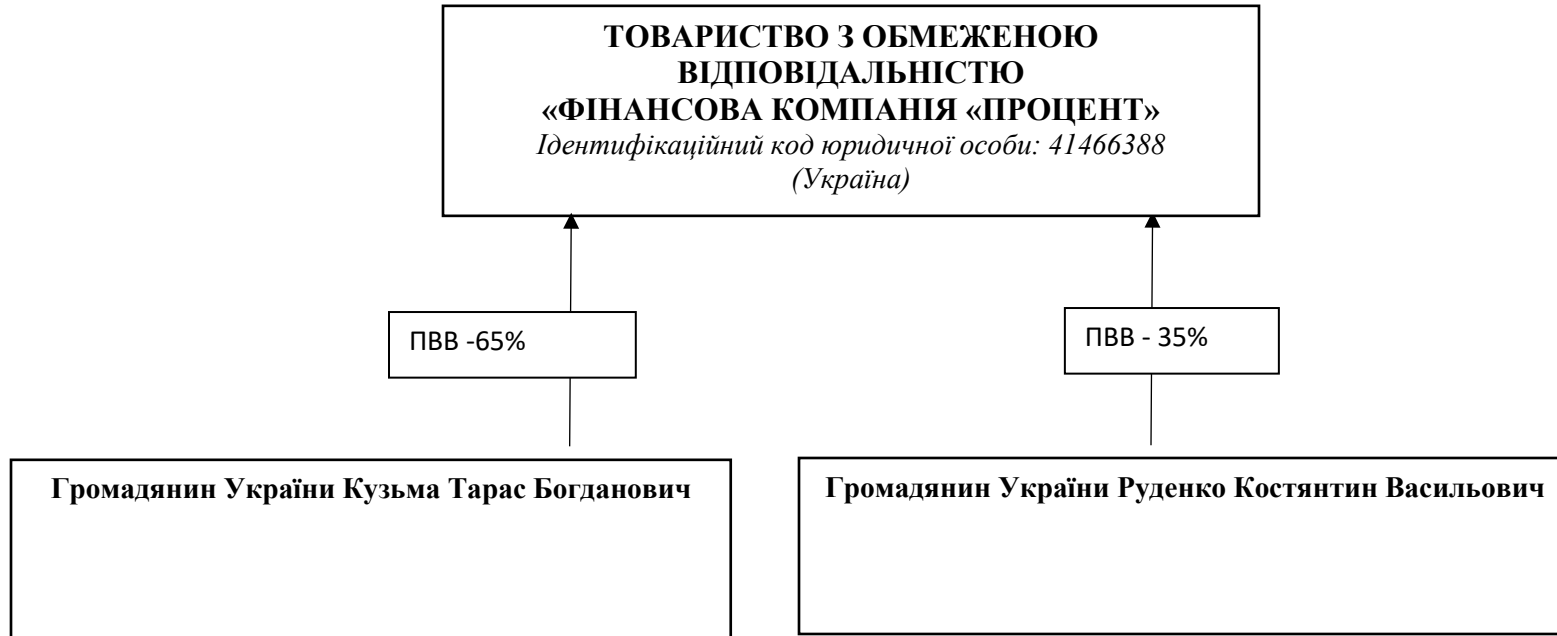 ТОВАРИСТВО З ОБМЕЖЕНОЮ
ВІДПОВІДАЛЬНІСТЮ
«ФІНАНСОВА КОМПАНІЯ «ПРОЦЕНТ»
Ідентифікаційний код юридичної особи: 41466388
(Україна)
ПВВ -65%
ПВВ - 35%
Громадянин України Кузьма Тарас Богданович
Громадянин України Руденко Костянтин Васильович